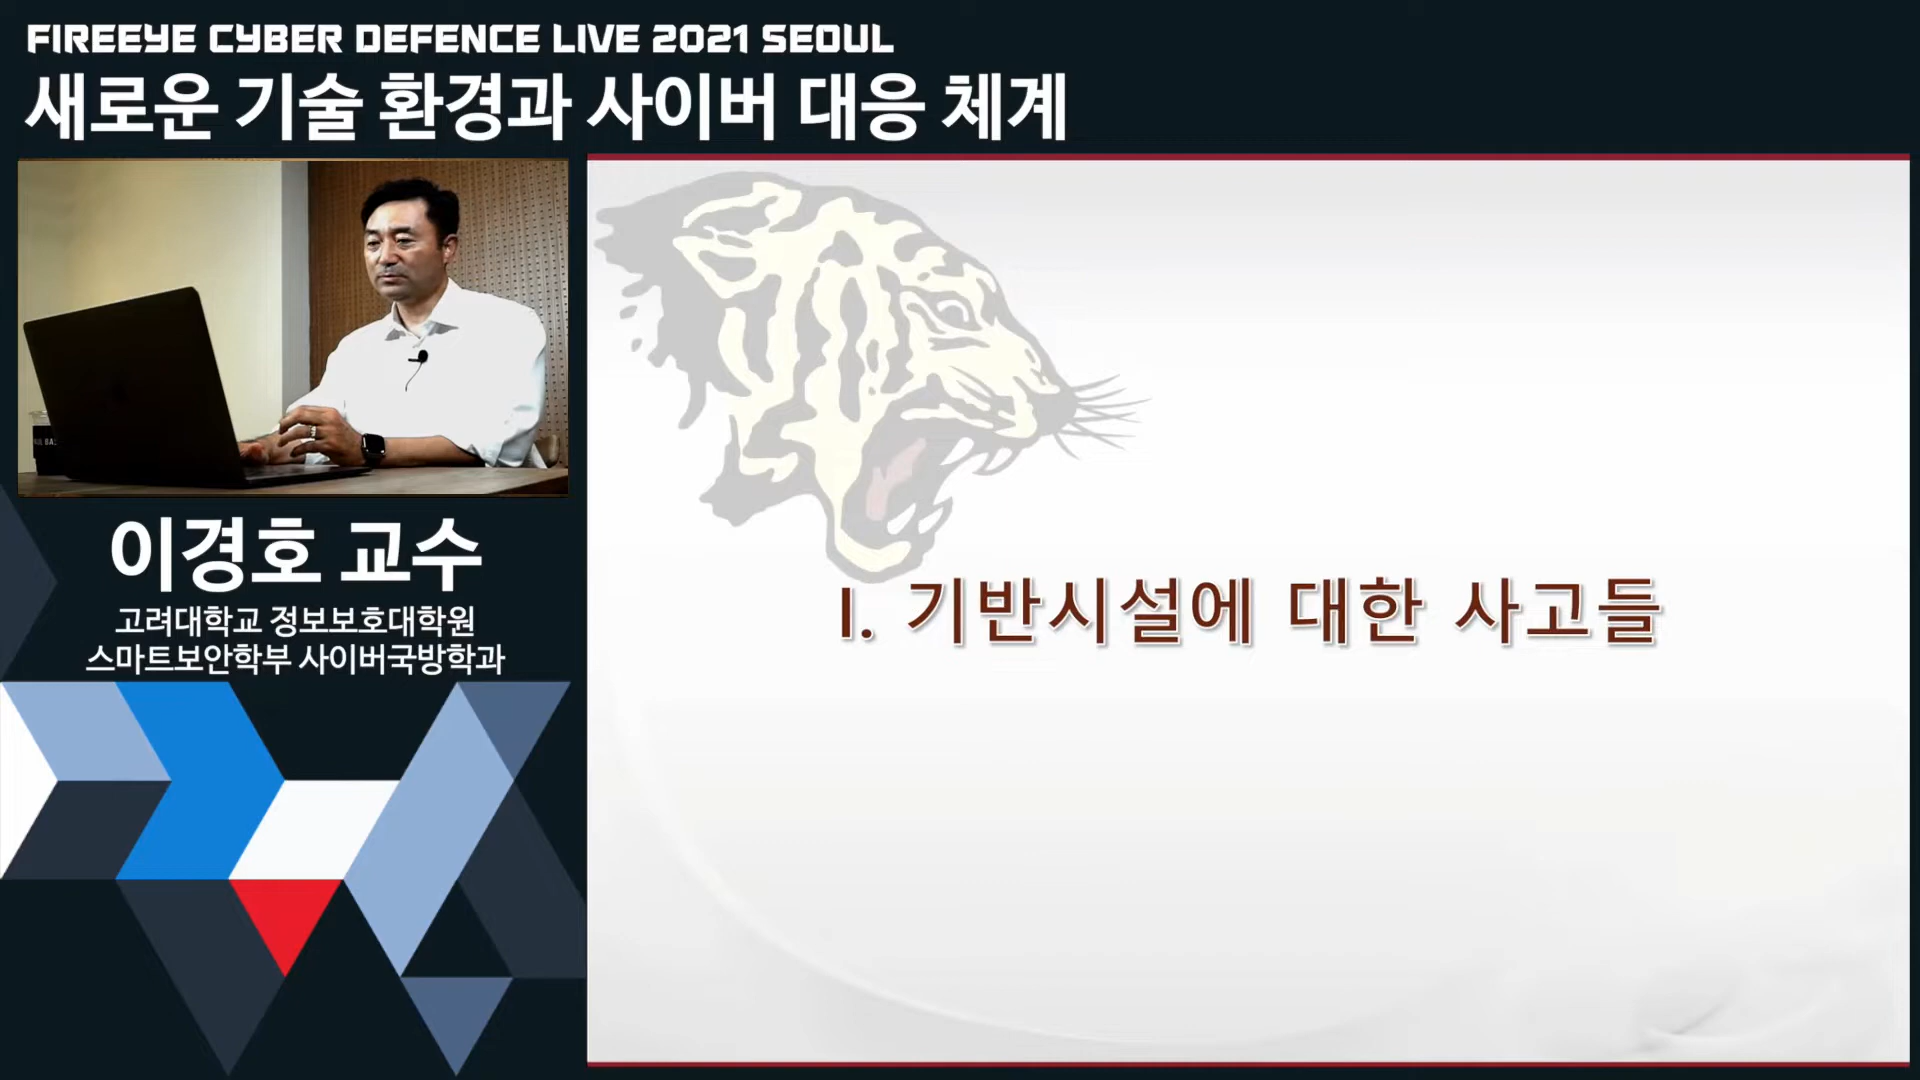 FIREEYE CYBER DEFENCE LIVE 2021 SEOUL
새로운 기술 환경과 사이버 대응 체계
이경호 교수
고려대학교 정보보호대학원
스마트보안학부 사이버국방학과
I. 기반시설에 대한 사고들